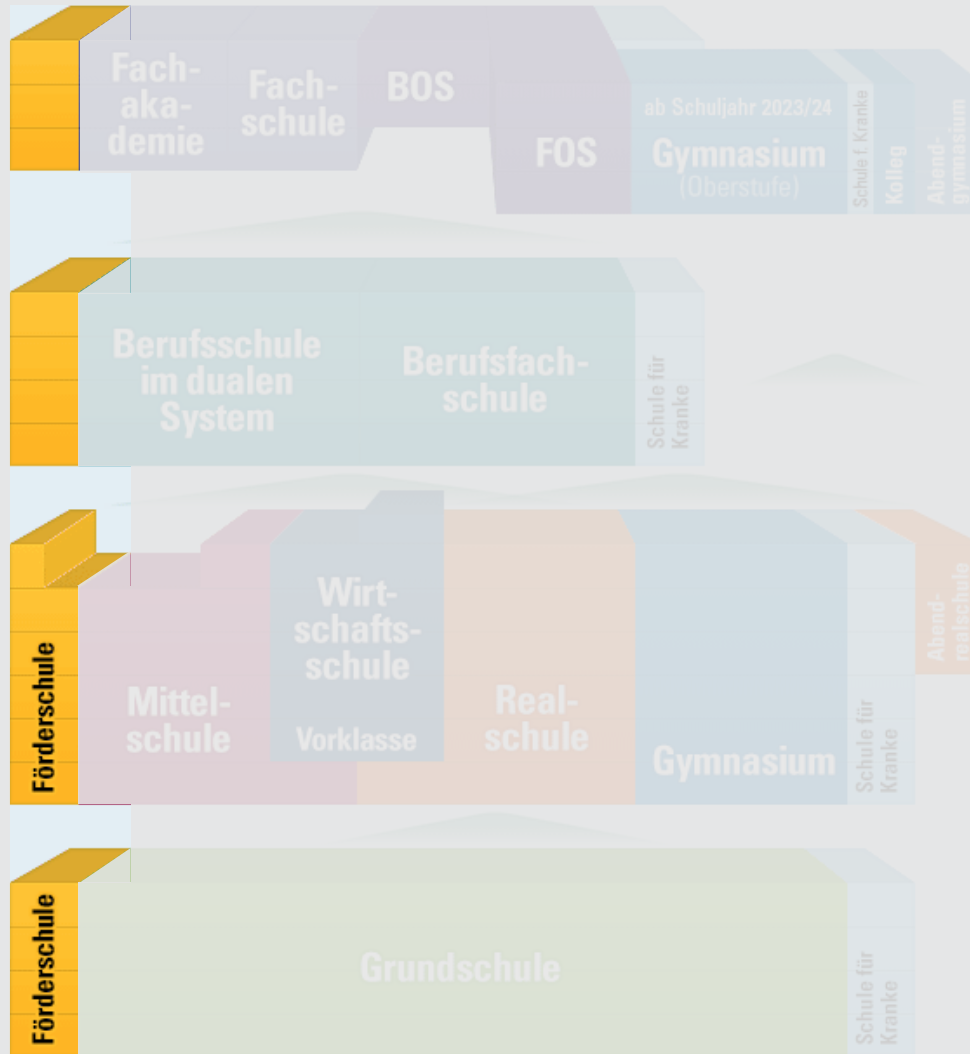 Fach-
aka-
demie
Fach-
schule
BOS
FOS
ab Schuljahr 2023/24
Gymnasium
(Oberstufe)
Schule f. Kranke
Kolleg
Abend-
gymnasium
Berufsschule
im dualen
System
Berufsfach-
schule
Schule für
Kranke
Förderschule
Mittel-
schule
Wirt-
schafts-
schule
Vorklasse
Real-
schule
Gymnasium
Schule für
Kranke
Abend-
realschule
Förderschule
Grundschule
Schule für
Kranke